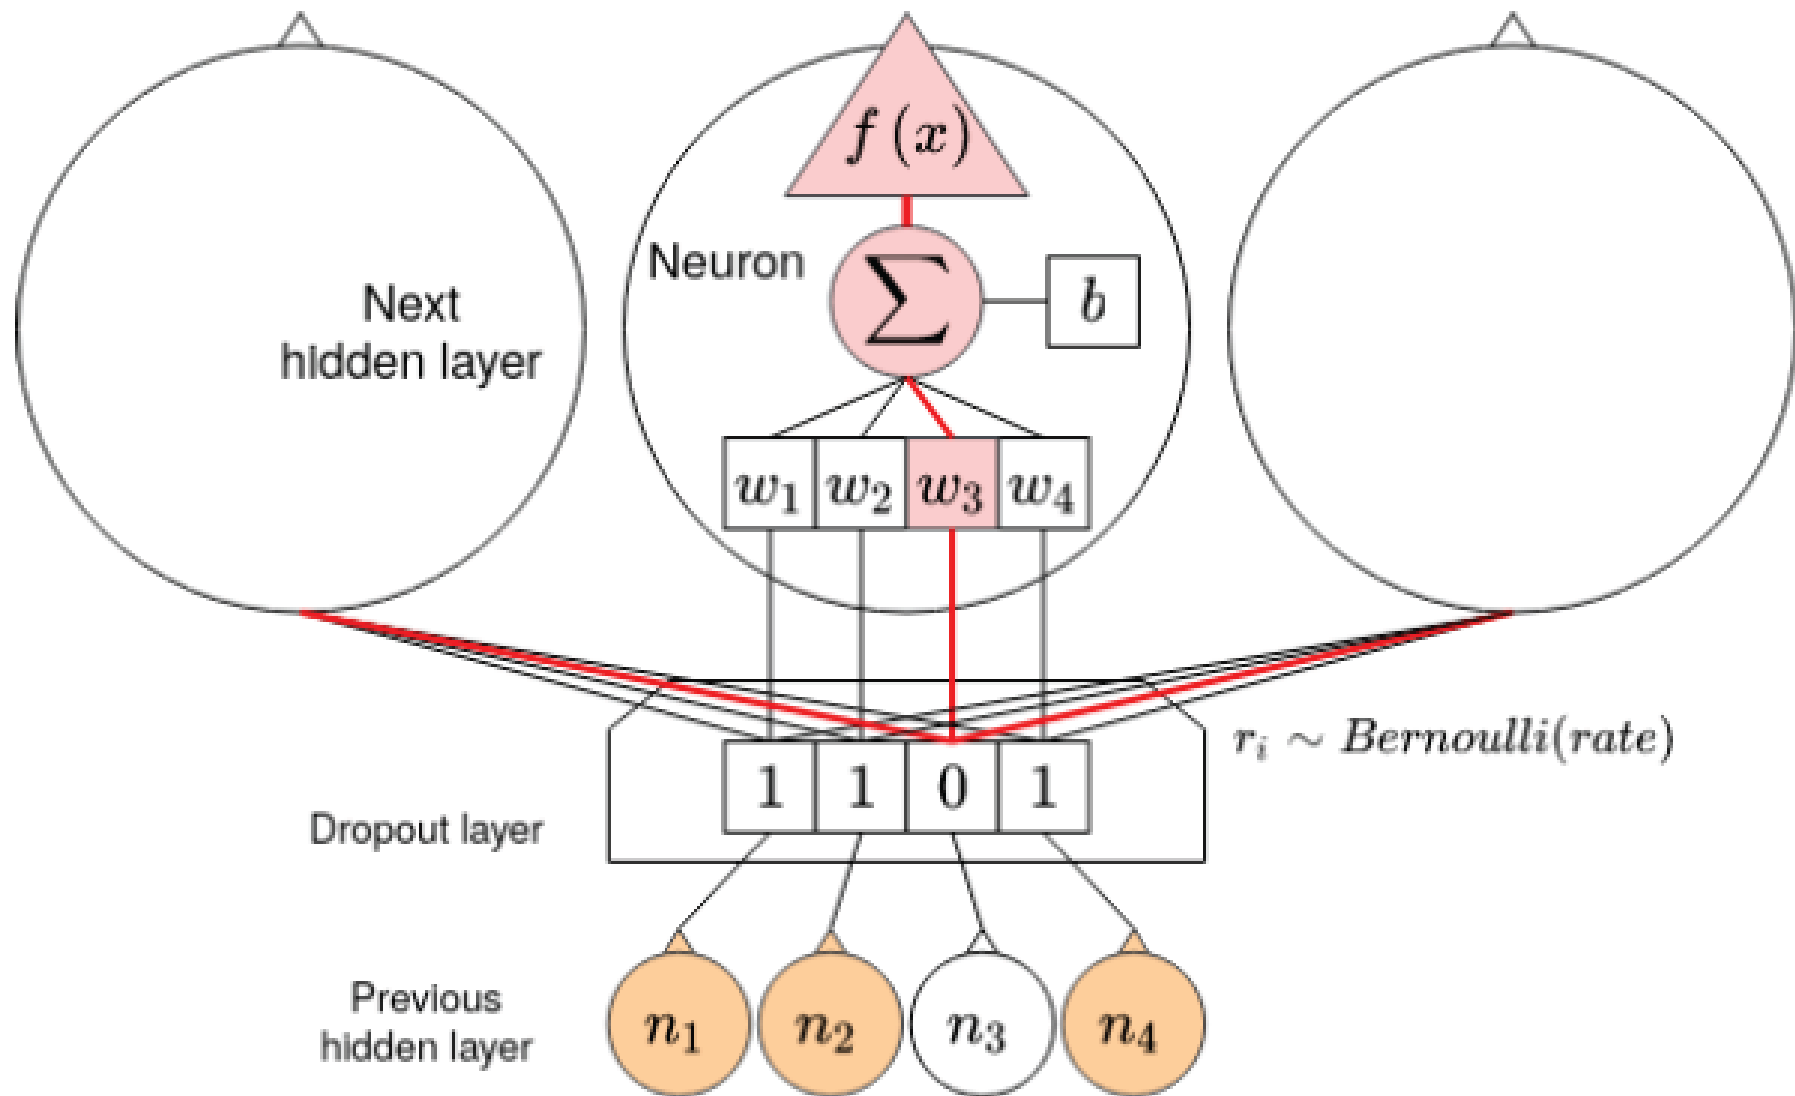 f (x)
Neuron
∑
b
Next
hidden layer
w₁ w₂ w₃ w₄
rᵢ ∼ Bernoulli(rate)
1 1 0 1
Dropout layer
n₁ n₂ n₃ n₄
Previous
hidden layer